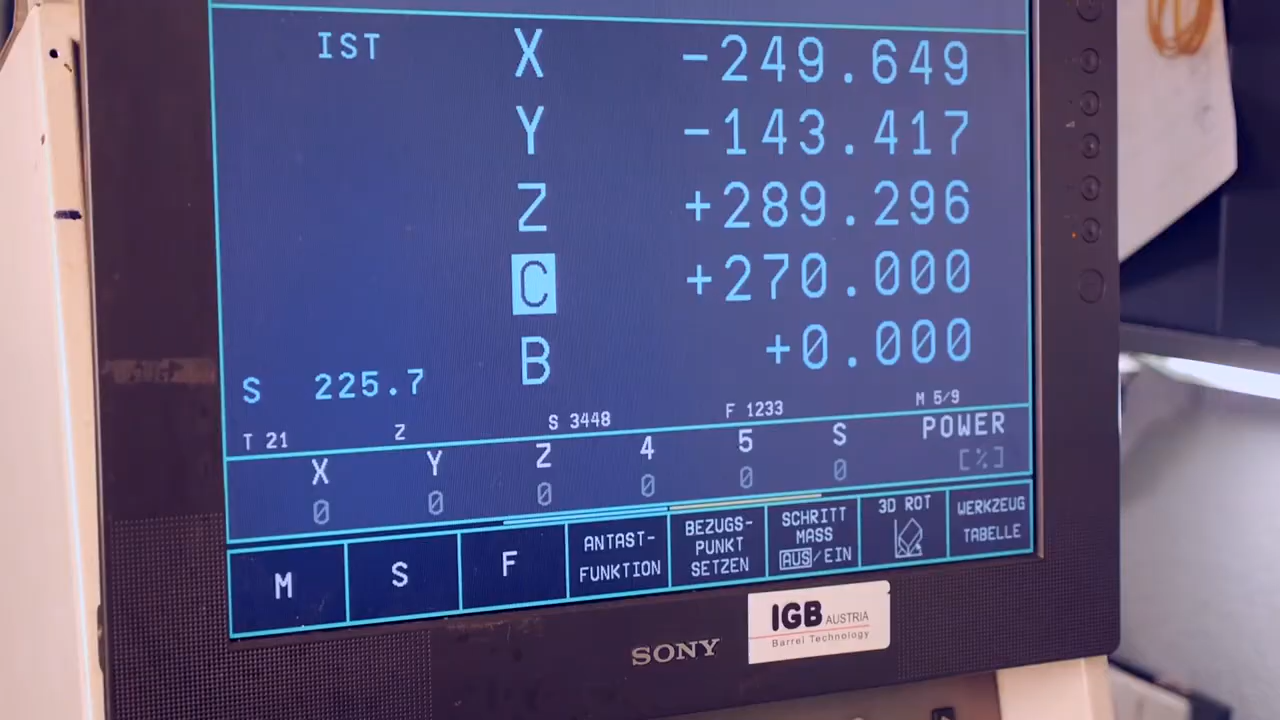 IST X -249.649
Y -143.417
Z +289.296
C +270.000
B +0.000
S 225.7
T 21 Z S 3448 F 1233 M 5/9
X Y Z 4 5 S POWER
0 0 0 0 0 0 [%]
M S F
ANTAST-
FUNKTION
BEZUGS-
PUNKT
SETZEN
SCHRITT
MASS
AUS/EIN
3D ROT
WERKZEUG
TABELLE
SONY
IGB AUSTRIA
Barrel Technology